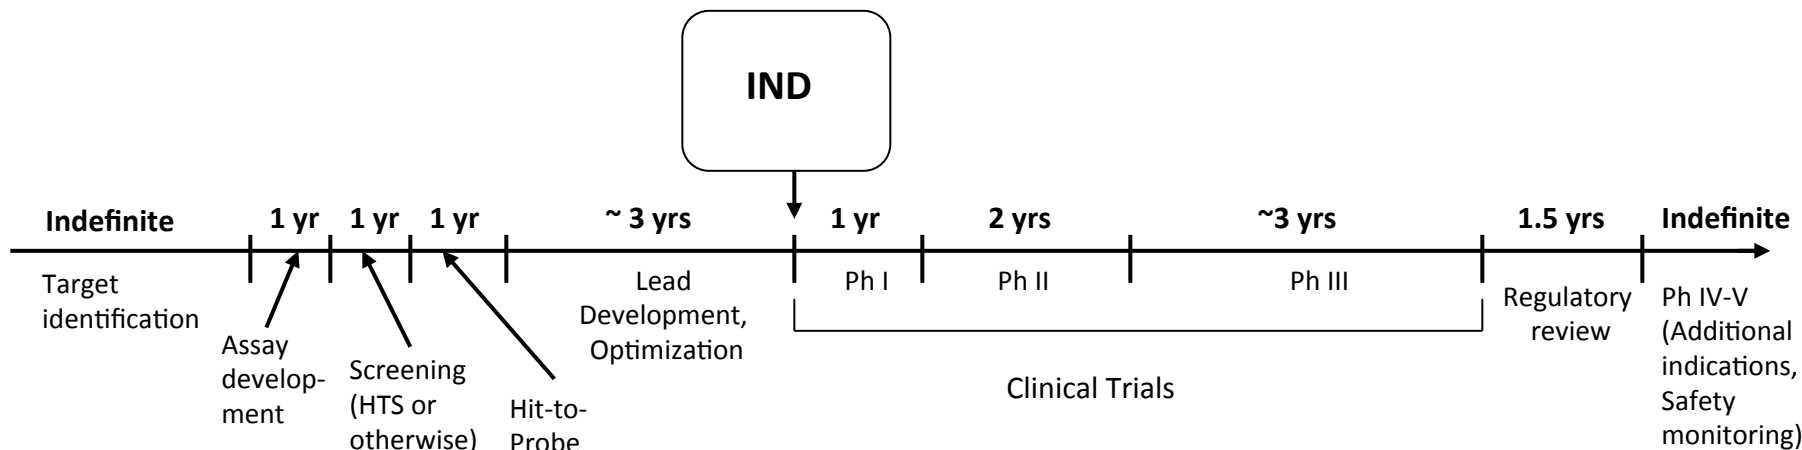 IND
Indefinite
1 yr
1 yr
1 yr
~ 3 yrs
1 yr
2 yrs
~3 yrs
1.5 yrs
Indefinite
Target
identification
Assay
develop-
ment
Screening
(HTS or
otherwise)
Hit-to-
Probe
Lead
Development,
Optimization
Ph I
Ph II
Ph III
Clinical Trials
Regulatory
review
Ph IV-V
(Additional
indications,
Safety
monitoring)